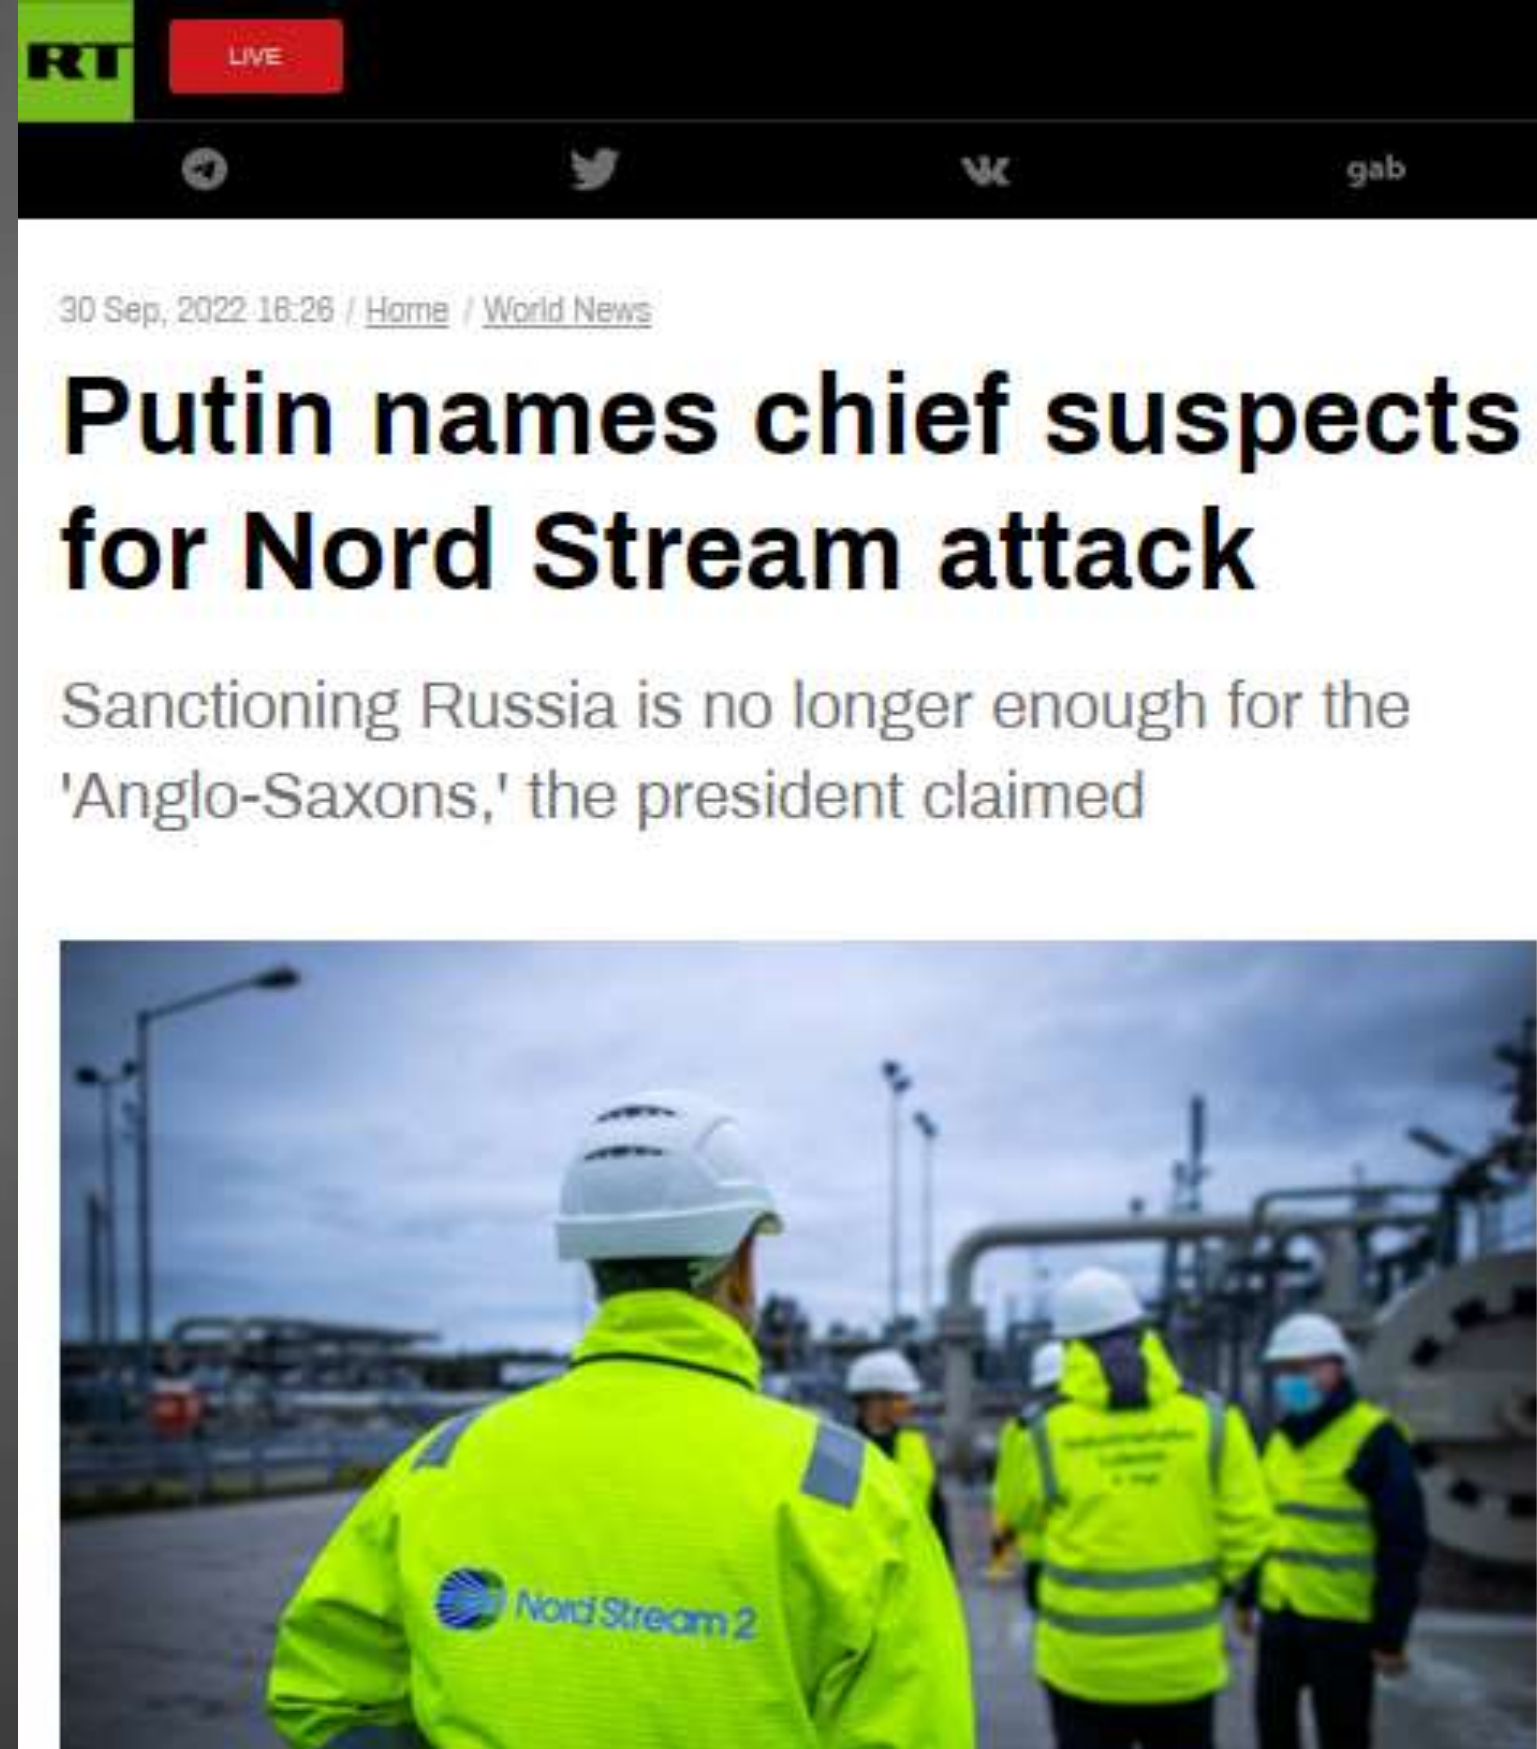 RT
LIVE
gab
30 Sep, 2022 16:26 / Home / World News
Putin names chief suspects
for Nord Stream attack
Sanctioning Russia is no longer enough for the
'Anglo-Saxons,' the president claimed
Nord Stream 2